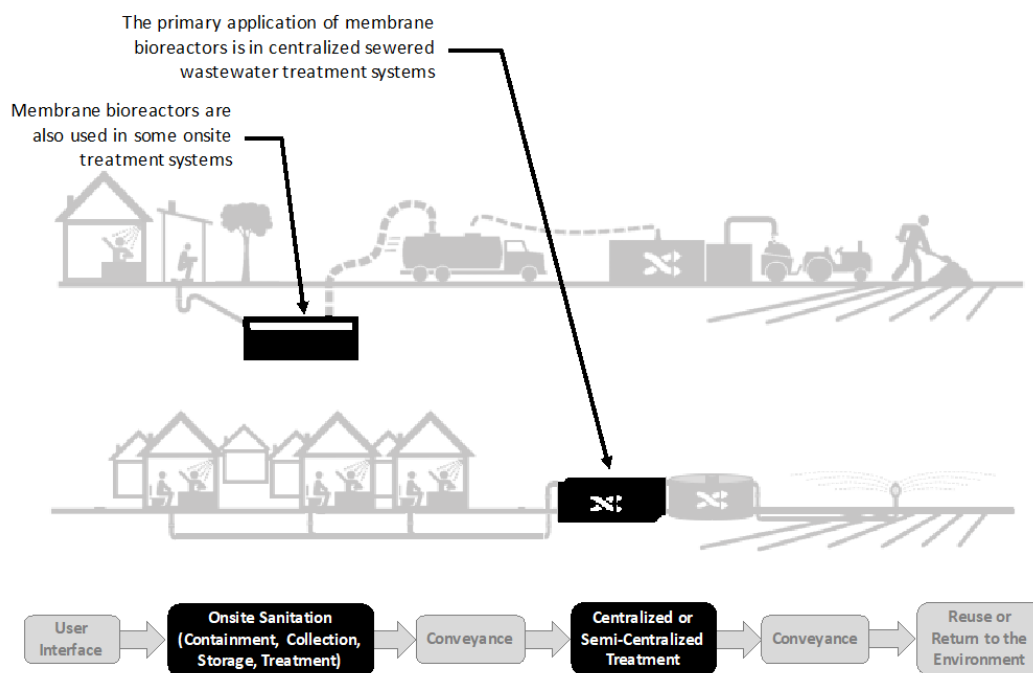 The primary application of membrane
bioreactors is in centralized sewered
wastewater treatment systems
Membrane bioreactors are
also used in some onsite
treatment systems
User
Interface
Onsite Sanitation
(Containment, Collection,
Storage, Treatment)
Conveyance
Centralized or
Semi-Centralized
Treatment
Conveyance
Reuse or
Return to the
Environment